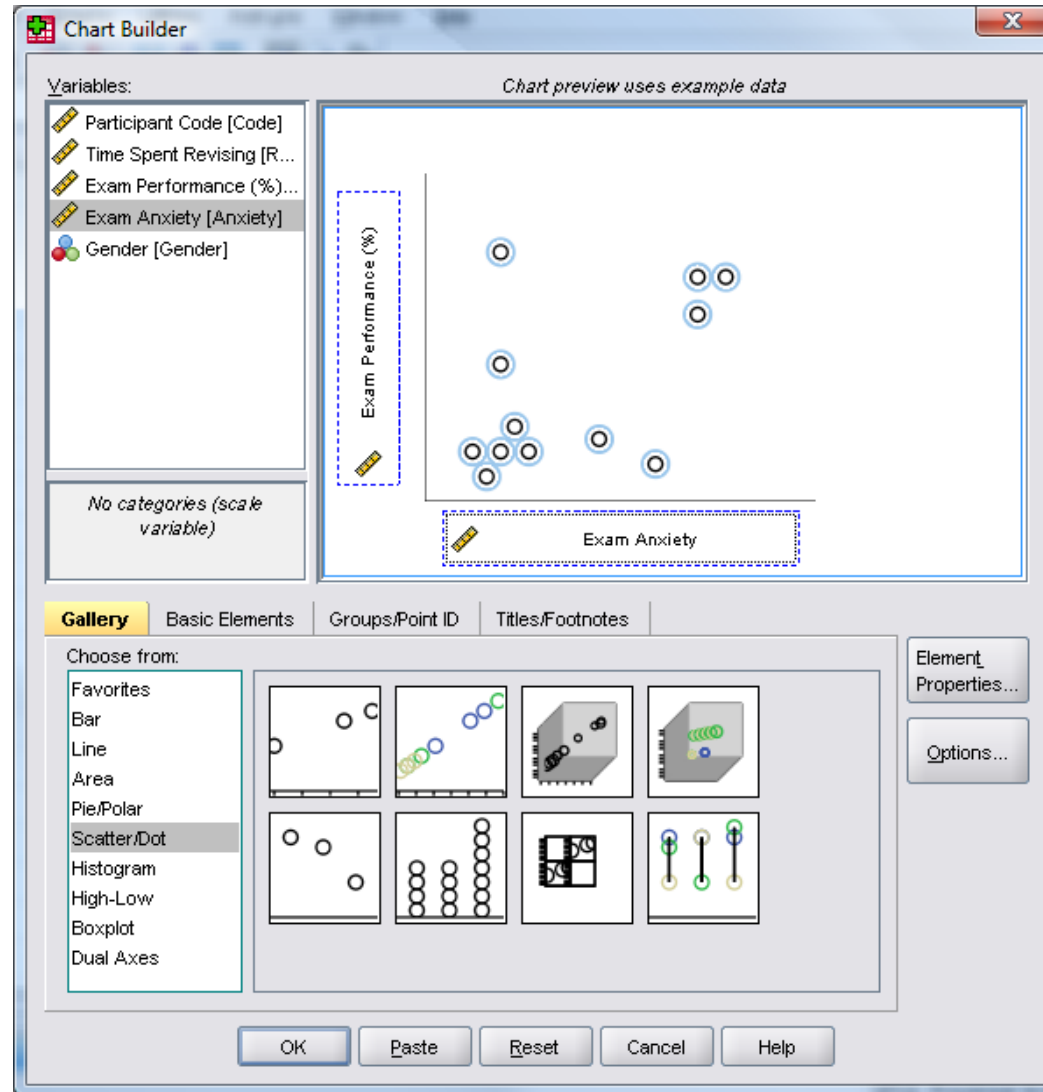 Chart Builder
Variables:
Chart preview uses example data
Participant Code [Code]
Time Spent Revising [R...
Exam Performance (%)...
Exam Anxiety [Anxiety]
Gender [Gender]
No categories (scale
variable)
Exam Performance (%)
Exam Anxiety
Gallery
Basic Elements
Groups/Point ID
Titles/Footnotes
Choose from:
Favorites
Bar
Line
Area
Pie/Polar
Scatter/Dot
Histogram
High-Low
Boxplot
Dual Axes
Element
Properties...
Options...
OK
Paste
Reset
Cancel
Help